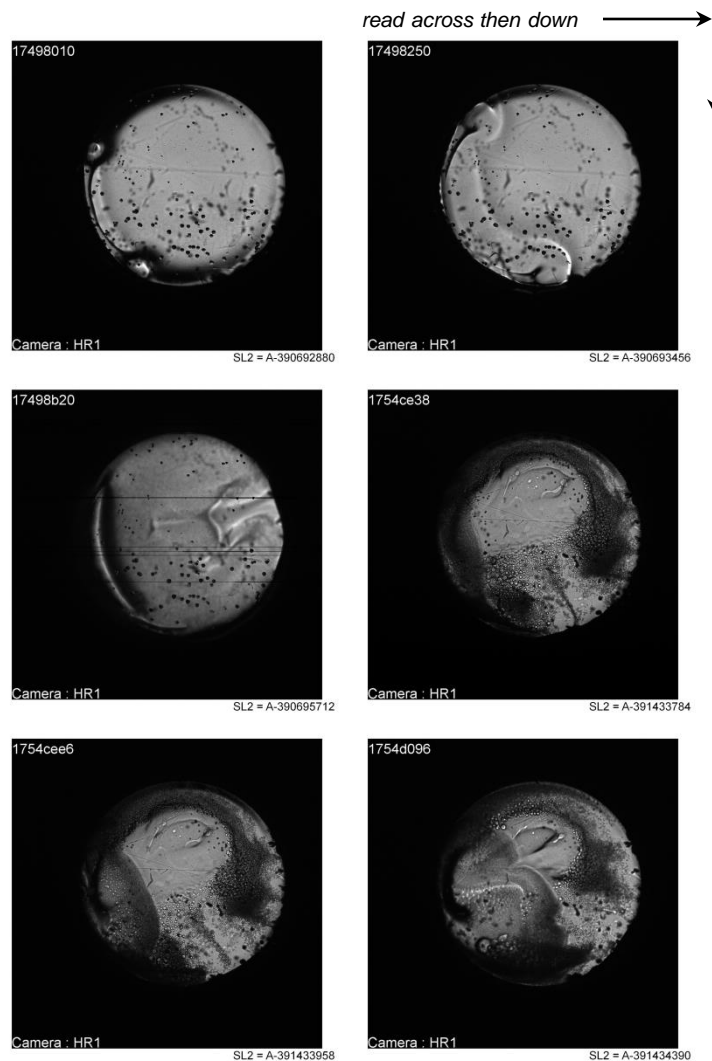 read across then down
17498010
17498250
Camera : HR1
Camera : HR1
SL2 = A-390692880
SL2 = A-390693456
17498b20
1754ce38
Camera : HR1
Camera : HR1
SL2 = A-390695712
SL2 = A-391433784
1754cee6
1754d096
Camera : HR1
Camera : HR1
SL2 = A-391433958
SL2 = A-391434390